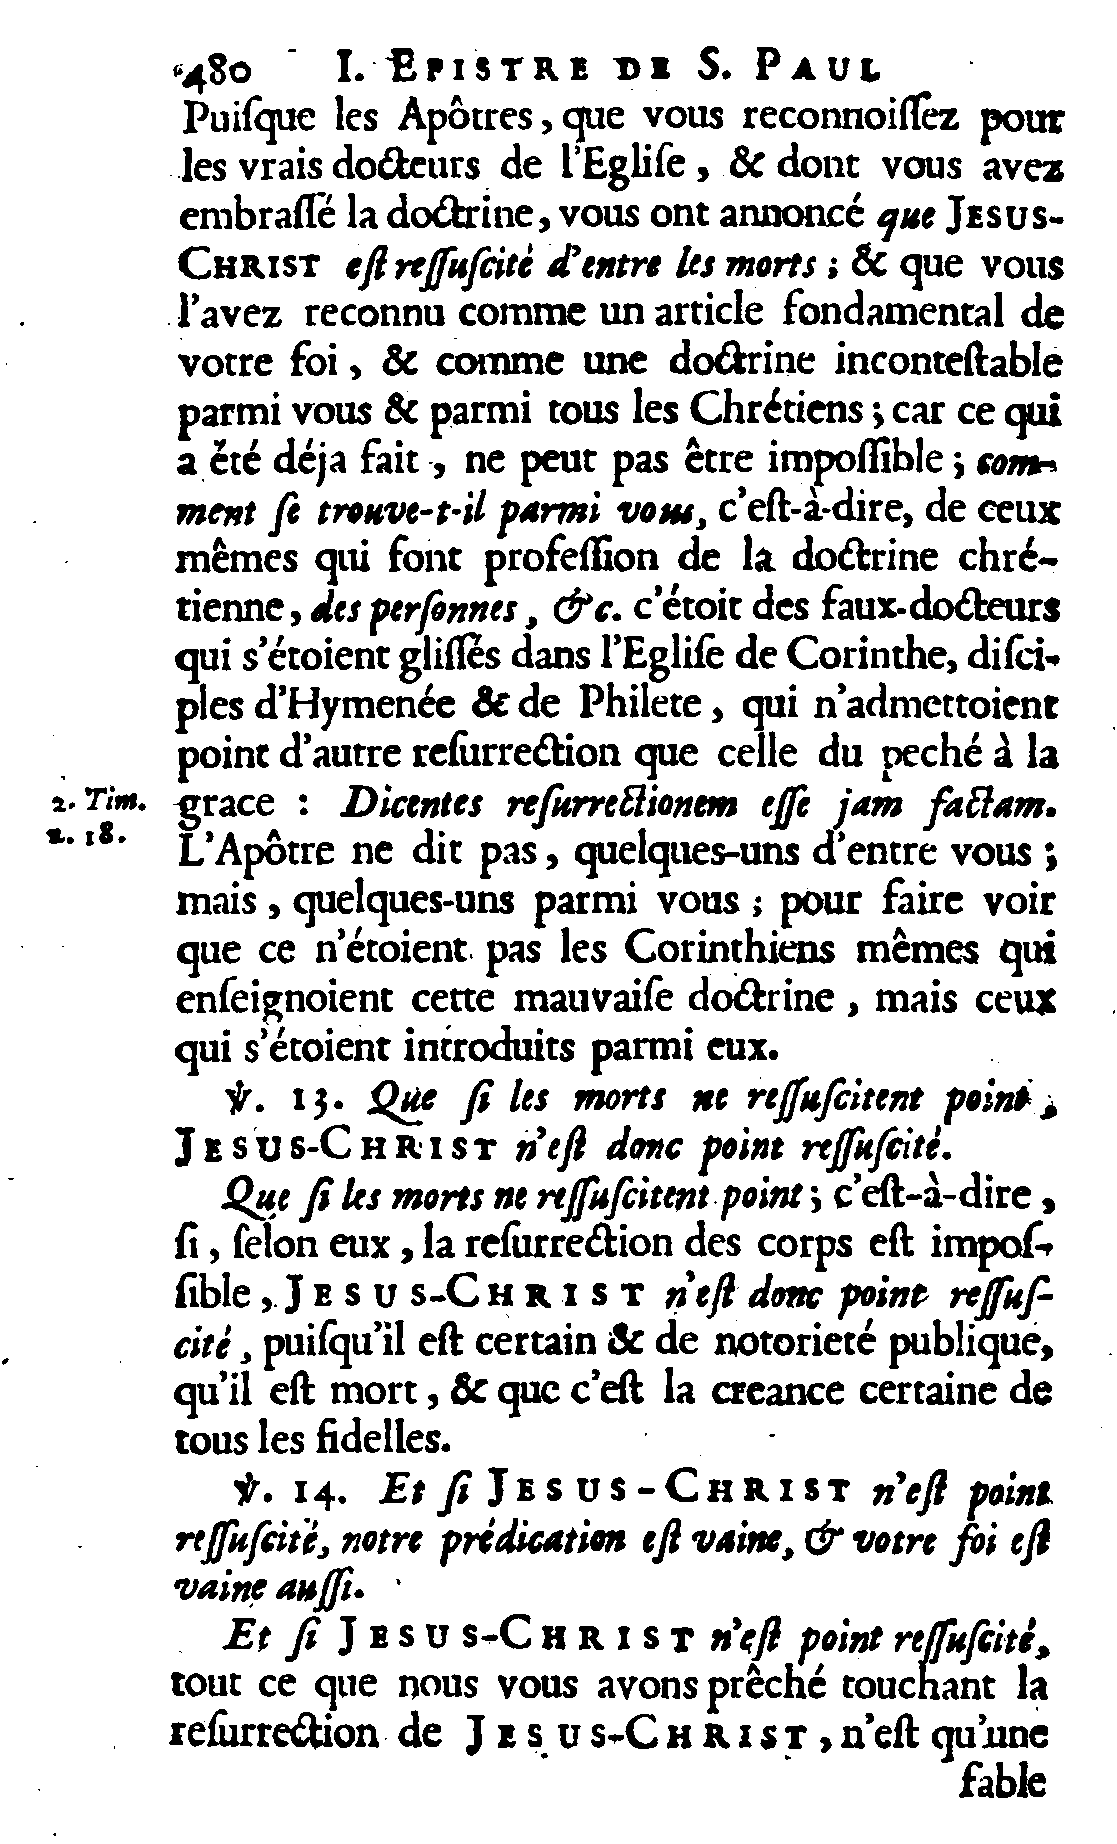 480 I. EPISTRE DE S. PAUL
Puiſque les Apôtres, que vous reconnoiſſez pour
les vrais docteurs de l'Egliſe, & dont vous avez
embraſſé la doctrine, vous ont annoncé que JESUS-
CHRIST eſt reſſuſcité d'entre les morts ; & que vous
l'avez reconnu comme un article fondamental de
votre foi, & comme une doctrine inconteſtable
parmi vous & parmi tous les Chrétiens ; car ce qui
a été déja fait, ne peut pas être impoſſible ; com-
ment ſe trouve-t-il parmi vous, c'eſt-à-dire, de ceux
mêmes qui font profeſſion de la doctrine chré-
tienne, des perſonnes, &c. c'étoit des faux-docteurs
qui s'étoient gliſſés dans l'Egliſe de Corinthe, diſci-
ples d'Hymenée & de Philete, qui n'admettoient
point d'autre reſurrection que celle du peché à la
2. Tim. grace : Dicentes reſurrectionem eſſe jam factam.
2. 18. L'Apôtre ne dit pas, quelques-uns d'entre vous ;
mais, quelques-uns parmi vous ; pour faire voir
que ce n'étoient pas les Corinthiens mêmes qui
enſeignoient cette mauvaiſe doctrine, mais ceux
qui s'étoient introduits parmi eux.
℣. 13. Que ſi les morts ne reſſuſcitent point,
JESUS-CHRIST n'eſt donc point reſſuſcité.
Que ſi les morts ne reſſuſcitent point ; c'eſt-à-dire,
ſi, ſelon eux, la reſurrection des corps eſt impoſ-
ſible, JESUS-CHRIST n'eſt donc point reſſuſ-
cité, puiſqu'il eſt certain & de notorieté publique,
qu'il eſt mort, & que c'eſt la creance certaine de
tous les fidelles.
℣. 14. Et ſi JESUS-CHRIST n'eſt point
reſſuſcité, notre prédication eſt vaine, & votre foi eſt
vaine auſſi.
Et ſi JESUS-CHRIST n'eſt point reſſuſcité,
tout ce que nous vous avons prêché touchant la
reſurrection de JESUS-CHRIST, n'eſt qu'une
fable